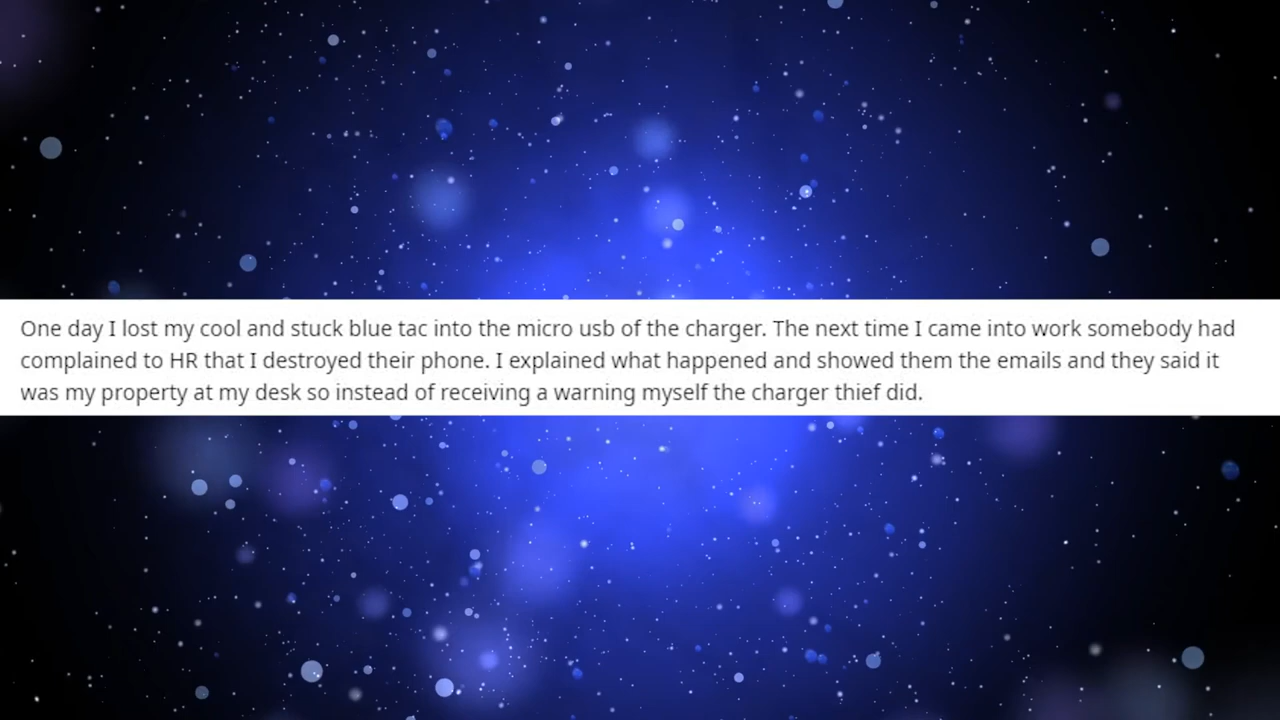 One day I lost my cool and stuck blue tac into the micro usb of the charger. The next time I came into work somebody had
complained to HR that I destroyed their phone. I explained what happened and showed them the emails and they said it
was my property at my desk so instead of receiving a warning myself the charger thief did.